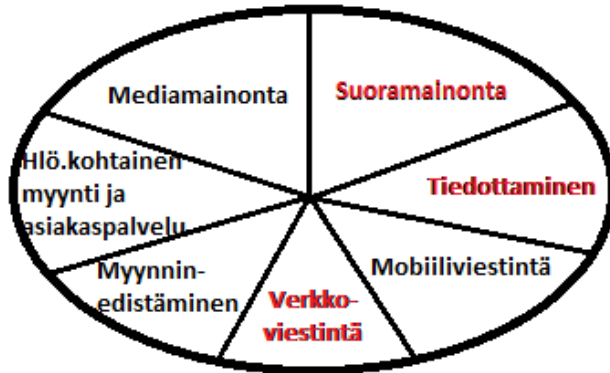 Mediamainonta
Suoramainonta
Hlö.kohtainen
myynti ja
asiakaspalvelu
Tiedottaminen
Myynnin-
edistäminen
Verkko-
viestintä
Mobiiliviestintä